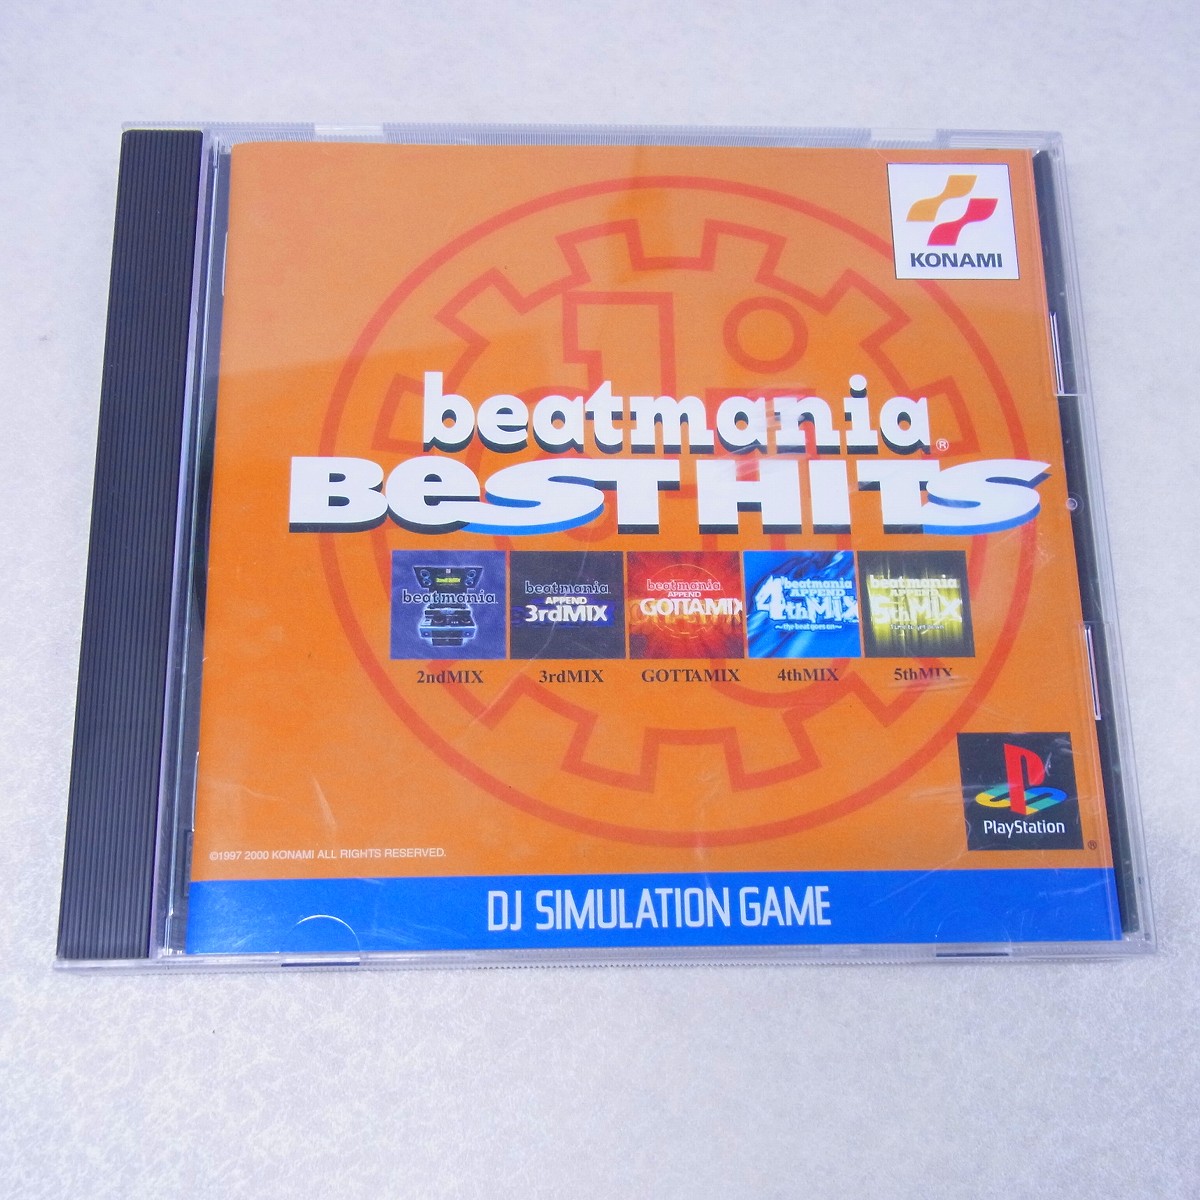 KONAMI
beatmania®
BEST HITS
beatmania
beatmania
APPEND
3rdMIX
beatmania
APPEND
GOTTAMIX
beatmania
APPEND
4thMIX
~the beat goes on~
beatmania
APPEND
5thMIX
2ndMIX 3rdMIX GOTTAMIX 4thMIX 5thMIX
PlayStation
®
©1997 2000 KONAMI ALL RIGHTS RESERVED.
DJ SIMULATION GAME